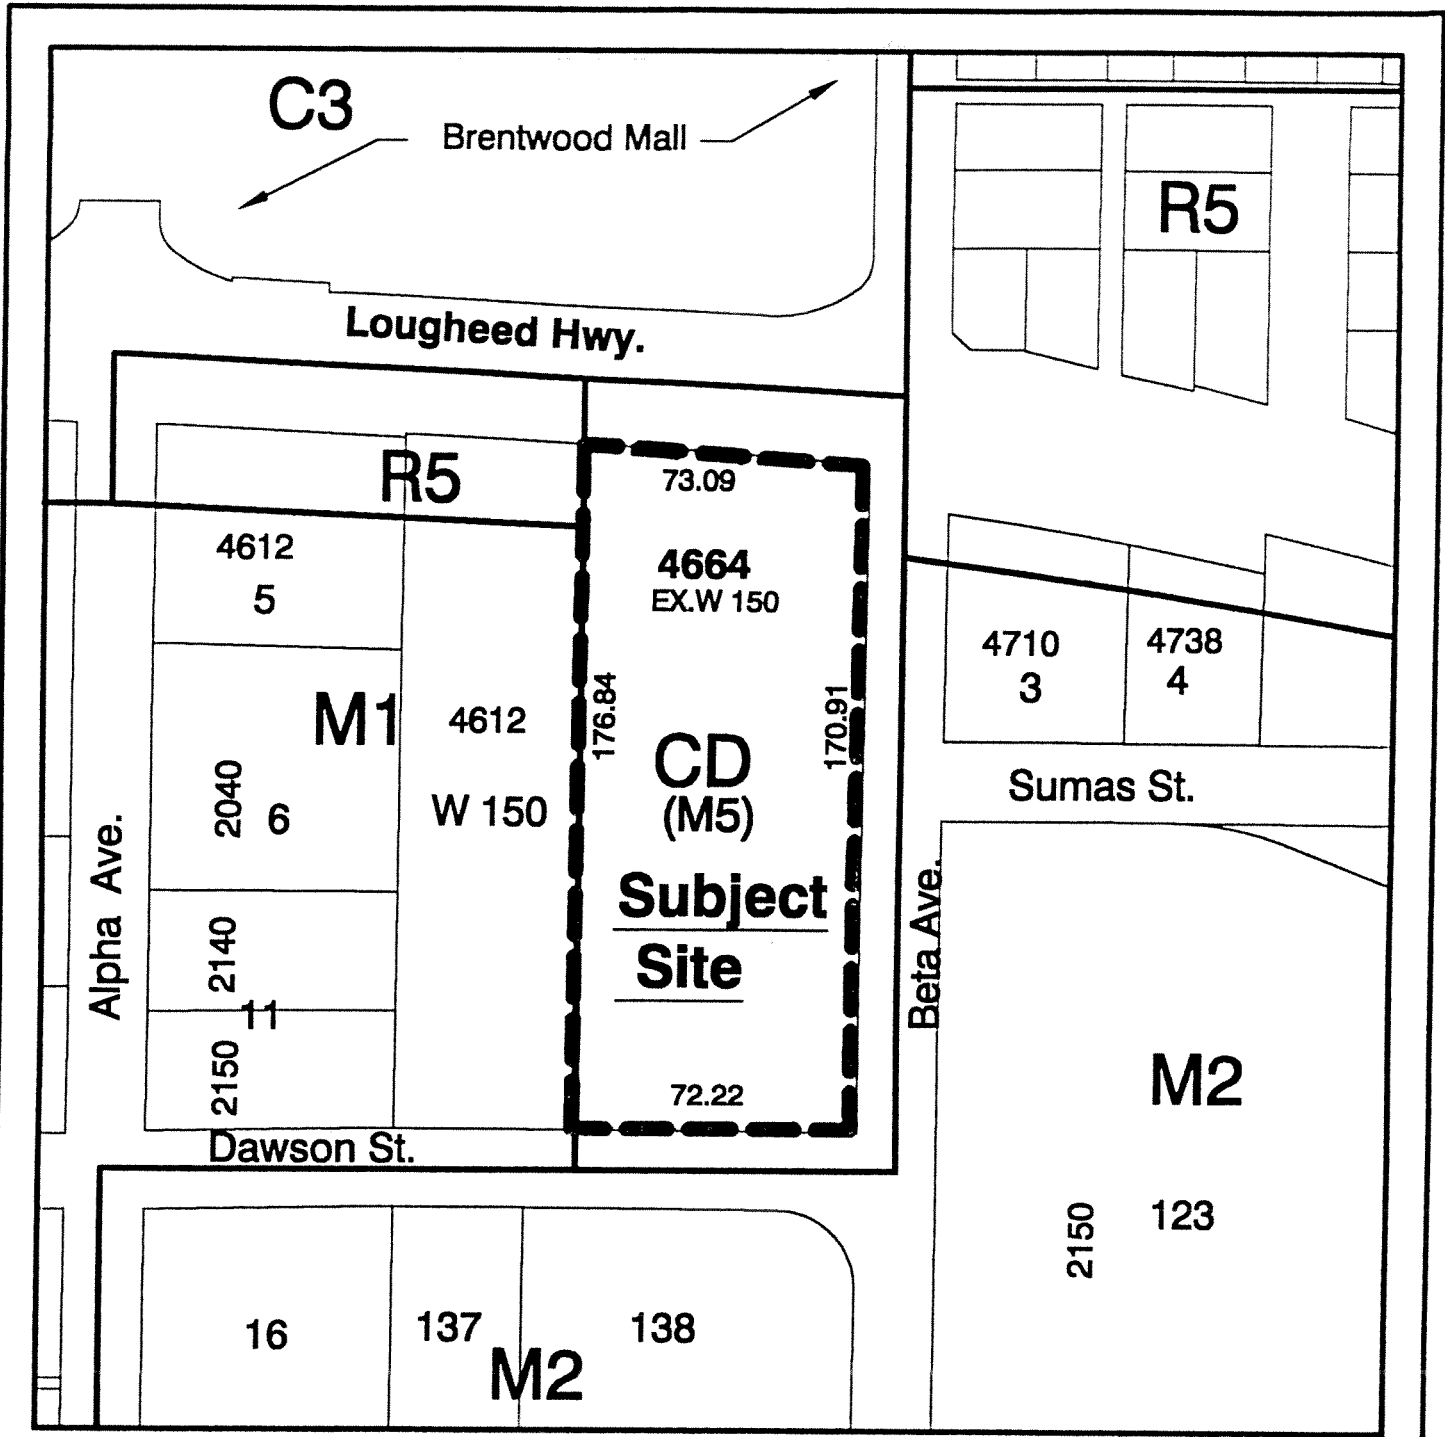 C3
Brentwood Mall
R5
Lougheed Hwy.
R5
73.09
4612
5
4664
EX.W 150
4710
3
4738
4
M1
4612
176.84
170.91
CD
(M5)
2040
6
W 150
Sumas St.
Alpha Ave.
Subject
Site
Beta Ave.
2140
11
2150
72.22
M2
Dawson St.
2150
123
16
137
138
M2